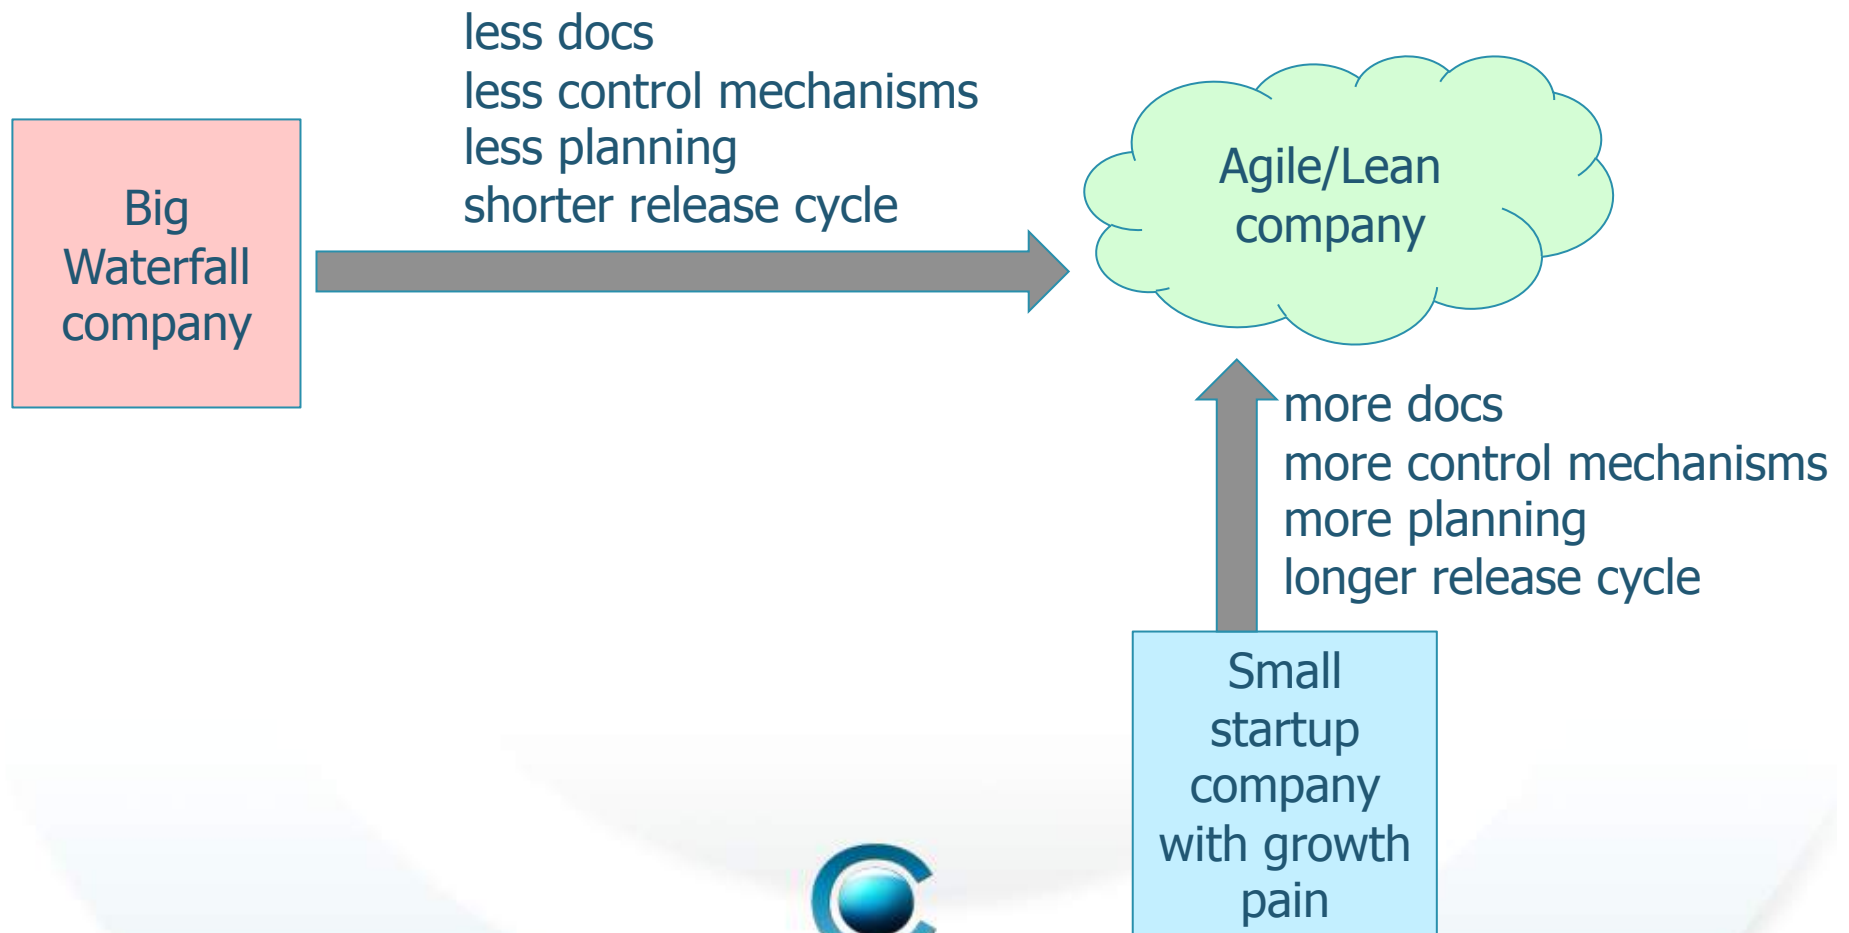 less docs
less control mechanisms
less planning
shorter release cycle
Big
Waterfall
company
Agile/Lean
company
more docs
more control mechanisms
more planning
longer release cycle
Small
startup
company
with growth
pain